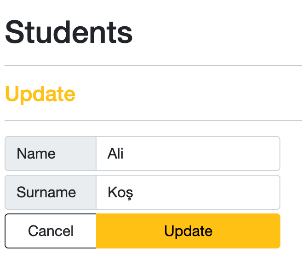 Students
Update
Name Ali
Surname Koş
Cancel Update